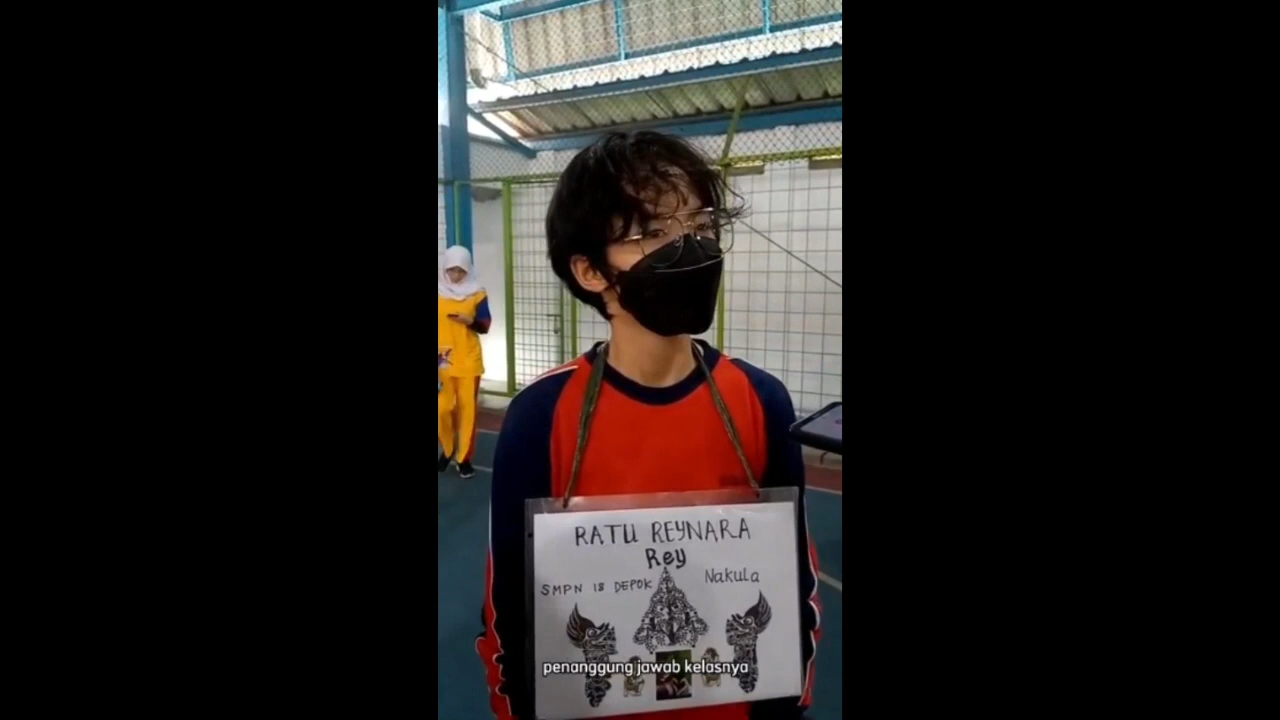 RATU REYNARA
Rey
SMPN 18 DEPOK Nakula
penanggung jawab kelasnya